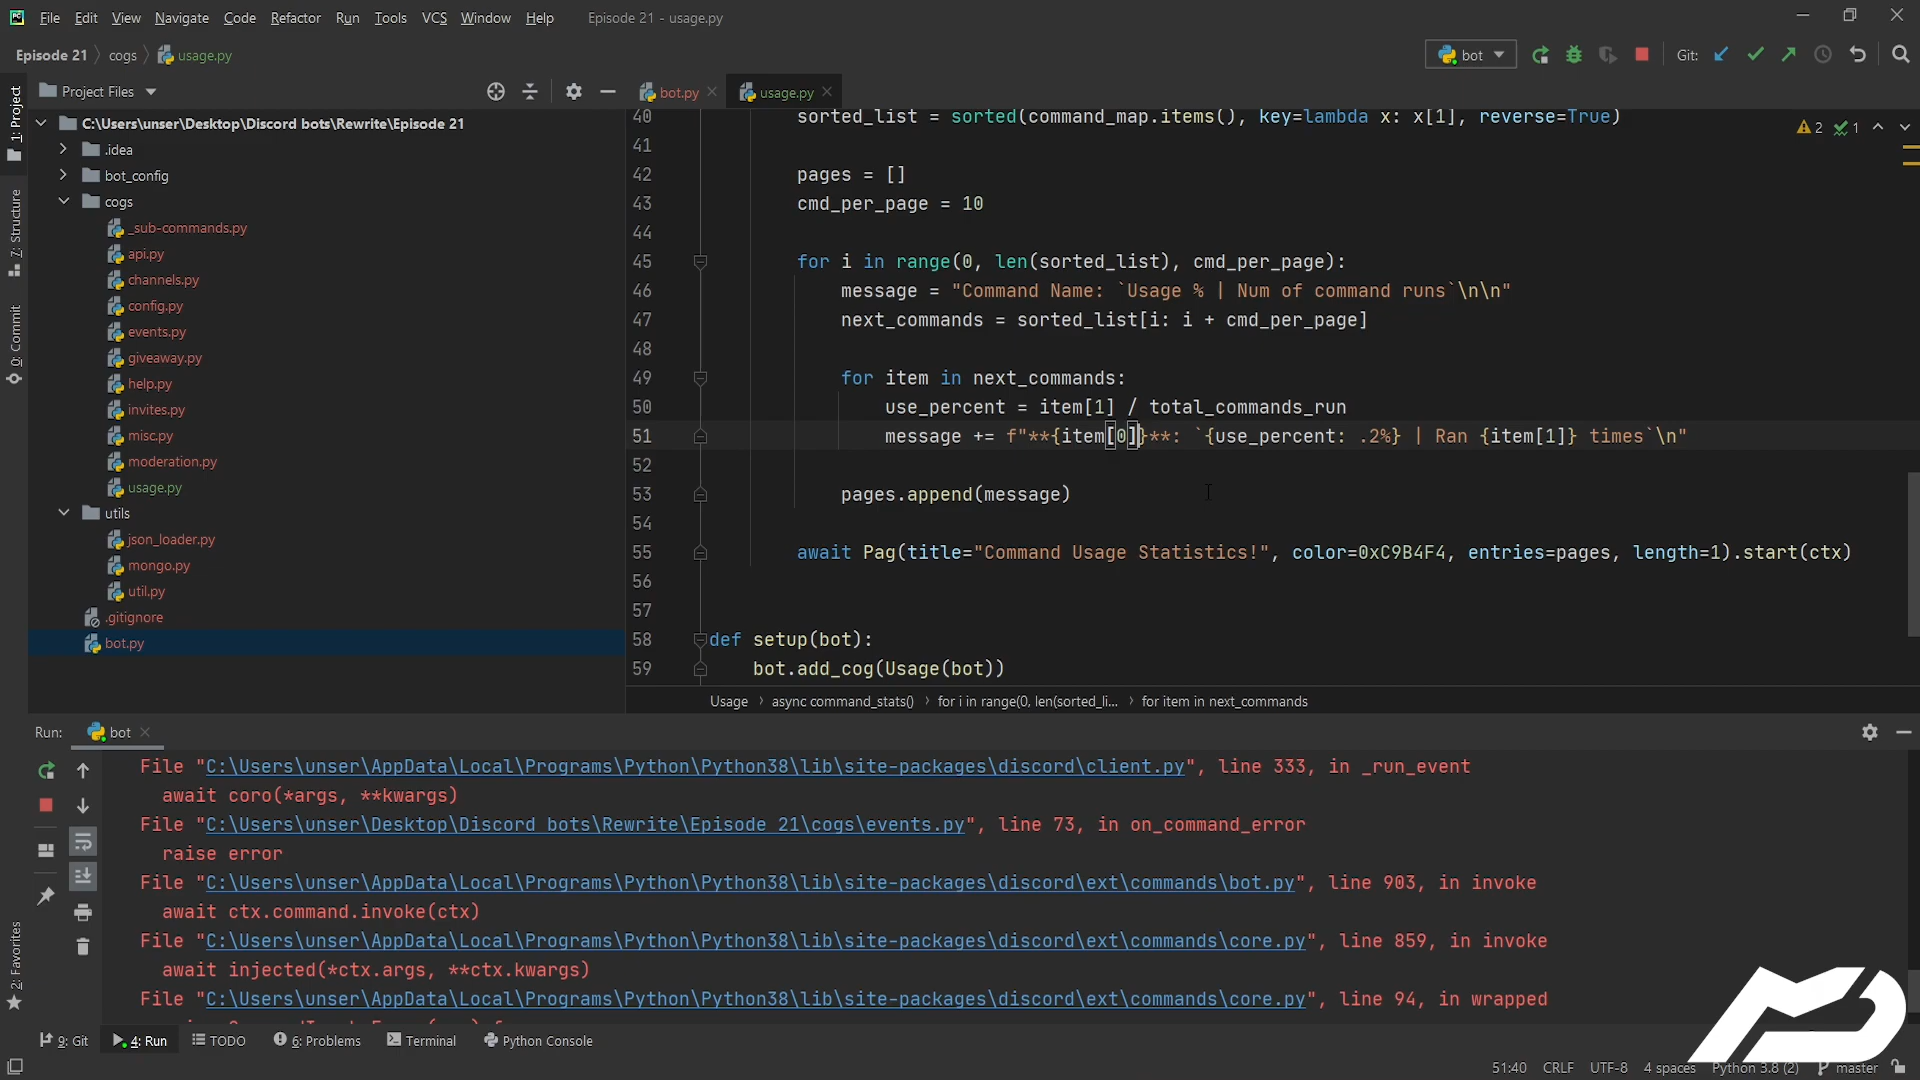 File Edit View Navigate Code Refactor Run Tools VCS Window Help Episode 21 - usage.py
Episode 21 cogs usage.py bot Git:
Project Files
bot.py usage.py
1: Project
7: Structure
0: Commit
2: Favorites
C:\Users\unser\Desktop\Discord bots\Rewrite\Episode 21
.idea
bot_config
cogs
_sub-commands.py
api.py
channels.py
config.py
events.py
giveaway.py
help.py
invites.py
misc.py
moderation.py
usage.py
utils
json_loader.py
mongo.py
util.py
.gitignore
bot.py
2 1
40 sorted_list = sorted(command_map.items(), key=lambda x: x[1], reverse=True)
41
42 pages = []
43 cmd_per_page = 10
44
45 for i in range(0, len(sorted_list), cmd_per_page):
46 message = "Command Name: `Usage % | Num of command runs`\n\n"
47 next_commands = sorted_list[i: i + cmd_per_page]
48
49 for item in next_commands:
50 use_percent = item[1] / total_commands_run
51 message += f"**{item[0]}**: `{use_percent: .2%} | Ran {item[1]} times`\n"
52
53 pages.append(message)
54
55 await Pag(title="Command Usage Statistics!", color=0xC9B4F4, entries=pages, length=1).start(ctx)
56
57
58 def setup(bot):
59 bot.add_cog(Usage(bot))
Usage async command_stats() for i in range(0, len(sorted_li... for item in next_commands
Run: bot
File "C:\Users\unser\AppData\Local\Programs\Python\Python38\lib\site-packages\discord\client.py", line 333, in _run_event
await coro(*args, **kwargs)
File "C:\Users\unser\Desktop\Discord bots\Rewrite\Episode 21\cogs\events.py", line 73, in on_command_error
raise error
File "C:\Users\unser\AppData\Local\Programs\Python\Python38\lib\site-packages\discord\ext\commands\bot.py", line 903, in invoke
await ctx.command.invoke(ctx)
File "C:\Users\unser\AppData\Local\Programs\Python\Python38\lib\site-packages\discord\ext\commands\core.py", line 859, in invoke
await injected(*ctx.args, **ctx.kwargs)
File "C:\Users\unser\AppData\Local\Programs\Python\Python38\lib\site-packages\discord\ext\commands\core.py", line 94, in wrapped
9: Git 4: Run TODO 6: Problems Terminal Python Console
51:40 CRLF UTF-8 4 spaces Python 3.8 (2) master